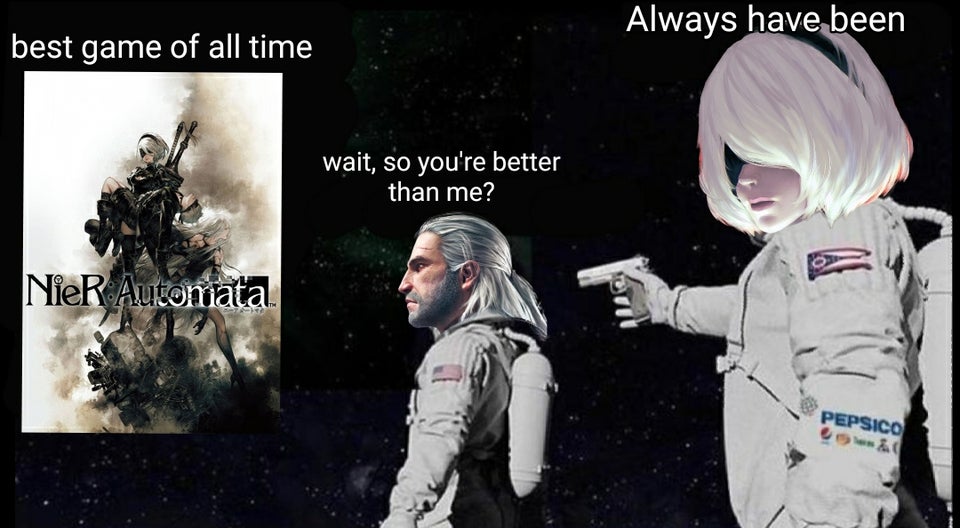 Always have been
best game of all time
wait, so you're better
than me?
NieR:Automata
PEPSICO